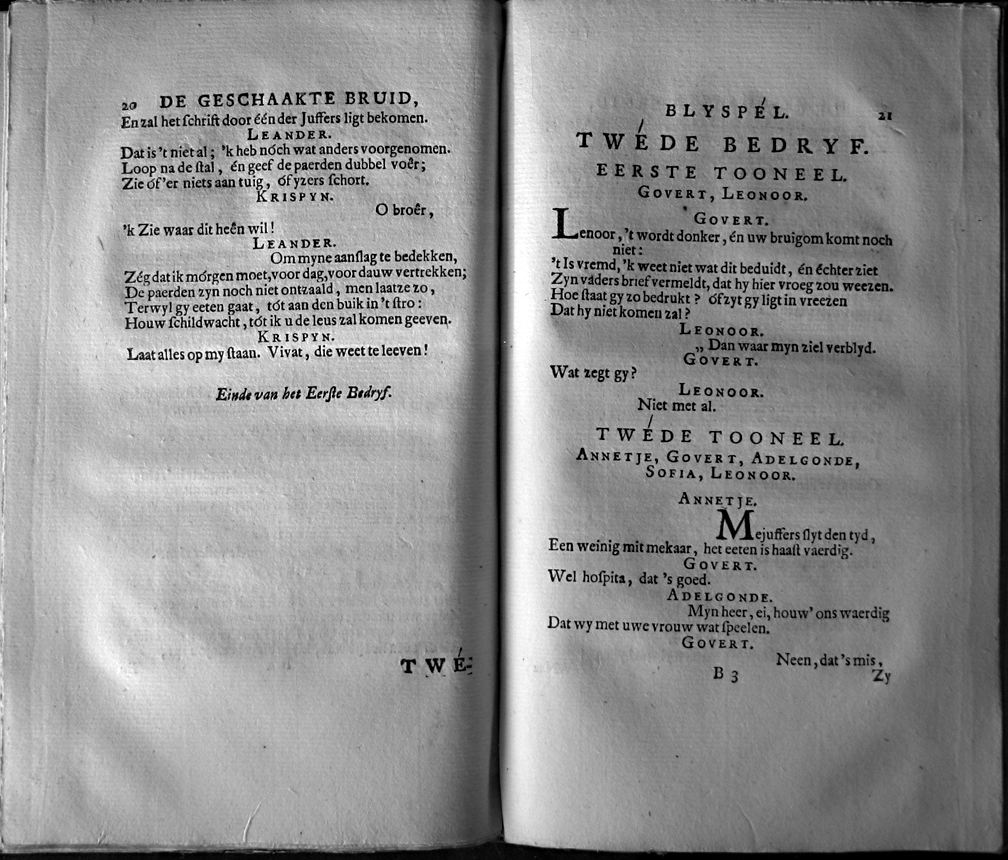 20 DE GESCHAAKTE BRUID,
En zal het ſchrift door één der Juffers ligt bekomen.
LEANDER.
Dat is 't niet al; 'k heb nóch wat anders voorgenomen.
Loop na de ſtal, én geef de paerden dubbel voêr;
Zie óf'er niets aan tuig, óf yzers ſchort.
KRISPYN.
O broêr,
'k Zie waar dit heên wil!
LEANDER.
Om myne aanſlag te bedekken,
Zég dat ik mórgen moet, voor dag, voor dauw vertrekken;
De paerden zyn noch niet ontzaald, men laatze zo,
Terwyl gy eeten gaat, tót aan den buik in 't ſtro:
Houw ſchildwacht, tót ik u de leus zal komen geeven.
KRISPYN.
Laat alles op my ſtaan. Vivat, die weet te leeven!
Einde van het Eerſte Bedryf.
TWÉ-
BLYSPÉL. 21
TWÉDE BEDRYF.
EERSTE TOONEEL.
GOVERT, LEONOOR.
GOVERT.
Lenoor, 't wordt donker, én uw bruigom komt noch
niet:
't Is vremd, 'k weet niet wat dit beduidt, én échter ziet
Zyn vaders brief vermeldt, dat hy hier vroeg zou weezen.
Hoe ſtaat gy zo bedrukt? óf zyt gy ligt in vreezen
Dat hy niet komen zal?
LEONOOR.
„ Dan waar myn ziel verblyd.
GOVERT.
Wat zegt gy?
LEONOOR.
Niet met al.
TWÉDE TOONEEL.
ANNETJE, GOVERT, ADELGONDE,
SOFIA, LEONOOR.
ANNETJE.
Mejuffers ſlyt den tyd,
Een weinig mit mekaar, het eeten is haaſt vaerdig.
GOVERT.
Wel hoſpita, dat 's goed.
ADELGONDE.
Myn heer, ei, houw' ons waerdig
Dat wy met uwe vrouw wat ſpeelen.
GOVERT.
Neen, dat 's mis,
B 3 Zy